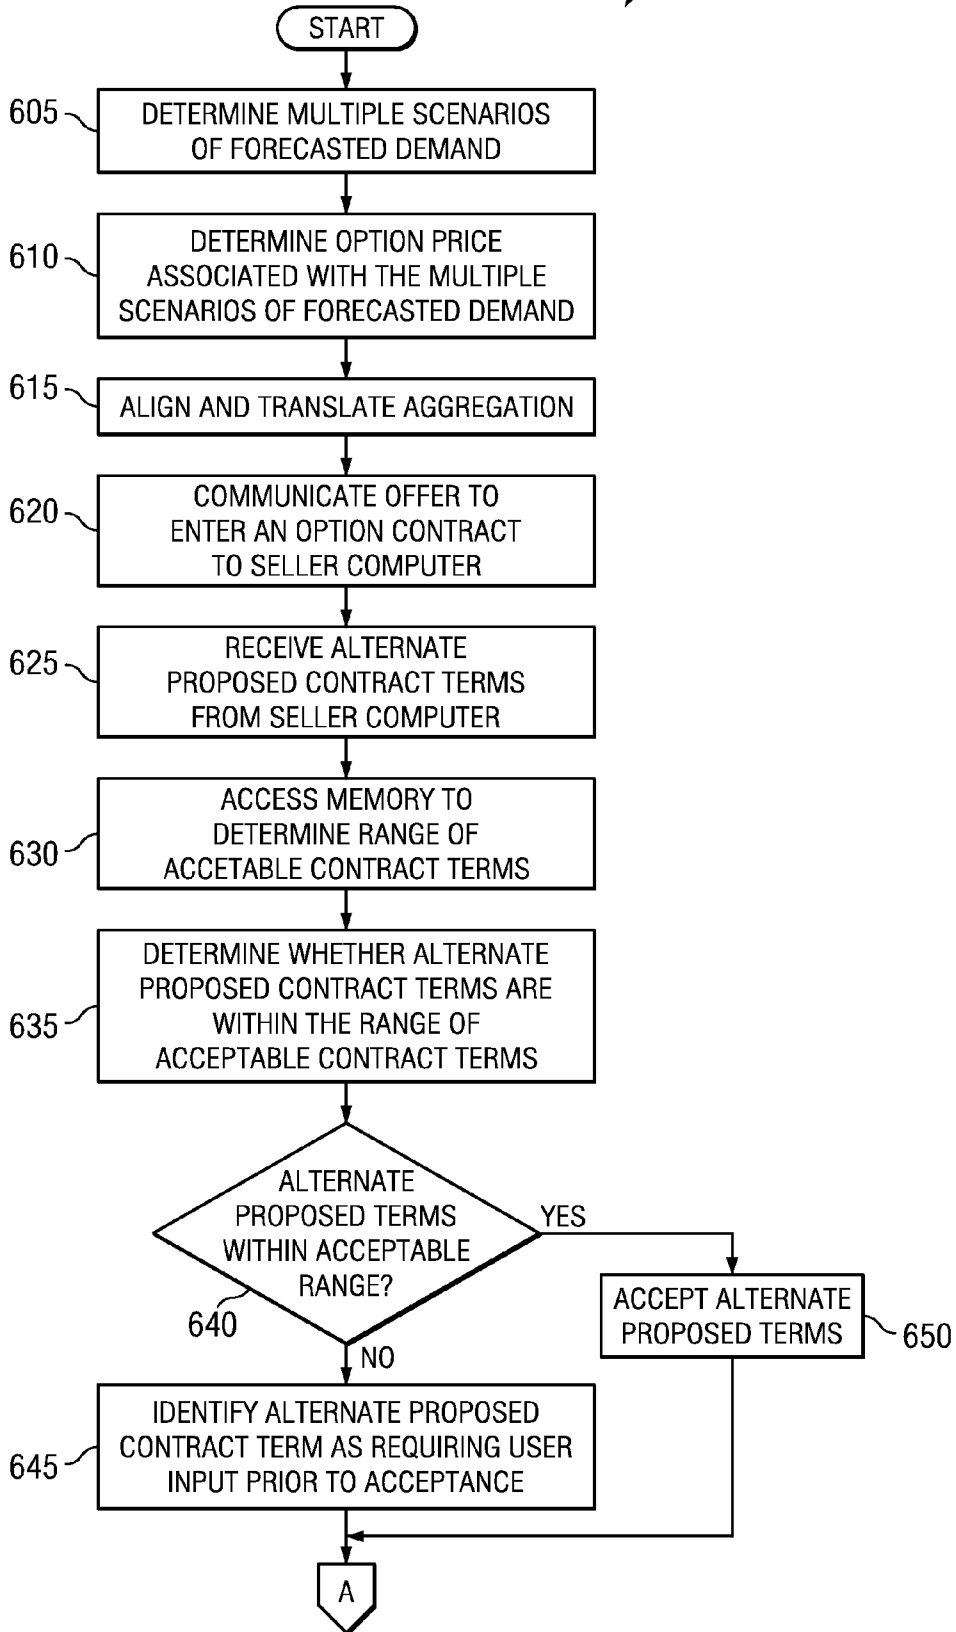 START
605
DETERMINE MULTIPLE SCENARIOS
OF FORECASTED DEMAND
610
DETERMINE OPTION PRICE
ASSOCIATED WITH THE MULTIPLE
SCENARIOS OF FORECASTED DEMAND
615
ALIGN AND TRANSLATE AGGREGATION
620
COMMUNICATE OFFER TO
ENTER AN OPTION CONTRACT
TO SELLER COMPUTER
625
RECEIVE ALTERNATE
PROPOSED CONTRACT TERMS
FROM SELLER COMPUTER
630
ACCESS MEMORY TO
DETERMINE RANGE OF
ACCETABLE CONTRACT TERMS
635
DETERMINE WHETHER ALTERNATE
PROPOSED CONTRACT TERMS ARE
WITHIN THE RANGE OF
ACCEPTABLE CONTRACT TERMS
ALTERNATE
PROPOSED TERMS
WITHIN ACCEPTABLE
RANGE?
640
YES
ACCEPT ALTERNATE
PROPOSED TERMS
650
NO
645
IDENTIFY ALTERNATE PROPOSED
CONTRACT TERM AS REQUIRING USER
INPUT PRIOR TO ACCEPTANCE
A